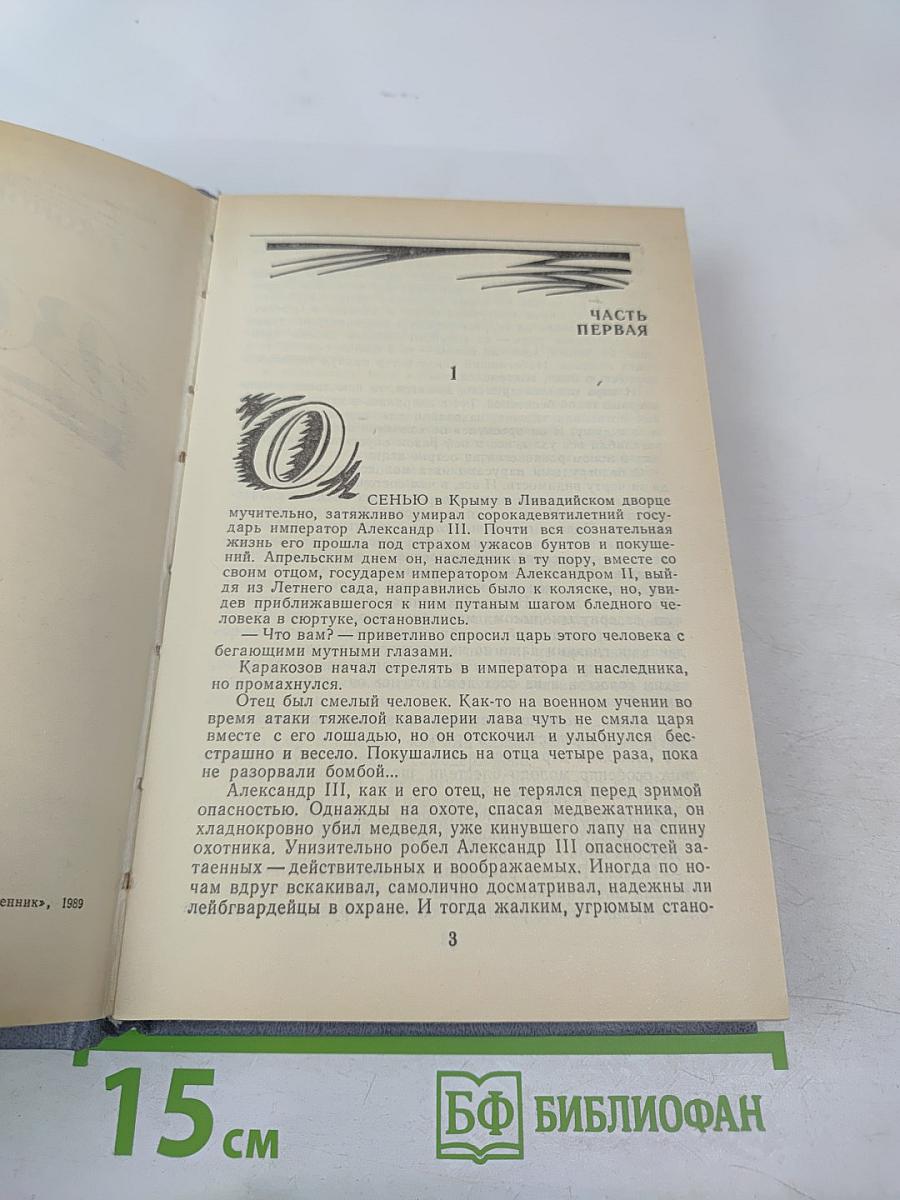 ЧАСТЬ
ПЕРВАЯ
1
ОСЕНЬЮ в Крыму в Ливадийском дворце
мучительно, затяжливо умирал сорокадевятилетний госу-
дарь император Александр III. Почти вся сознательная
жизнь его прошла под страхом ужасов бунтов и покуше-
ний. Апрельским днем он, наследник в ту пору, вместе со
своим отцом, государем императором Александром II, вый-
дя из Летнего сада, направились было к коляске, но, уви-
дев приближавшегося к ним путаным шагом бледного че-
ловека в сюртуке, остановились.
— Что вам? — приветливо спросил царь этого человека с
бегающими мутными глазами.
Каракозов начал стрелять в императора и наследника,
но промахнулся.
Отец был смелый человек. Как-то на военном учении во
время атаки тяжелой кавалерии лава чуть не смяла царя
вместе с его лошадью, но он отскочил и улыбнулся бес-
страшно и весело. Покушались на отца четыре раза, пока
не разорвали бомбой...
Александр III, как и его отец, не терялся перед зримой
опасностью. Однажды на охоте, спасая медвежатника, он
хладнокровно убил медведя, уже кинувшего лапу на спину
охотника. Унизительно робел Александр III опасностей за-
таенных — действительных и воображаемых. Иногда по но-
чам вдруг вскакивал, самолично досматривал, надежны ли
лейбгвардейцы в охране. И тогда жалким, угрюмым стано-
3
енник», 1989
15 см
БФ БИБЛИОФАН